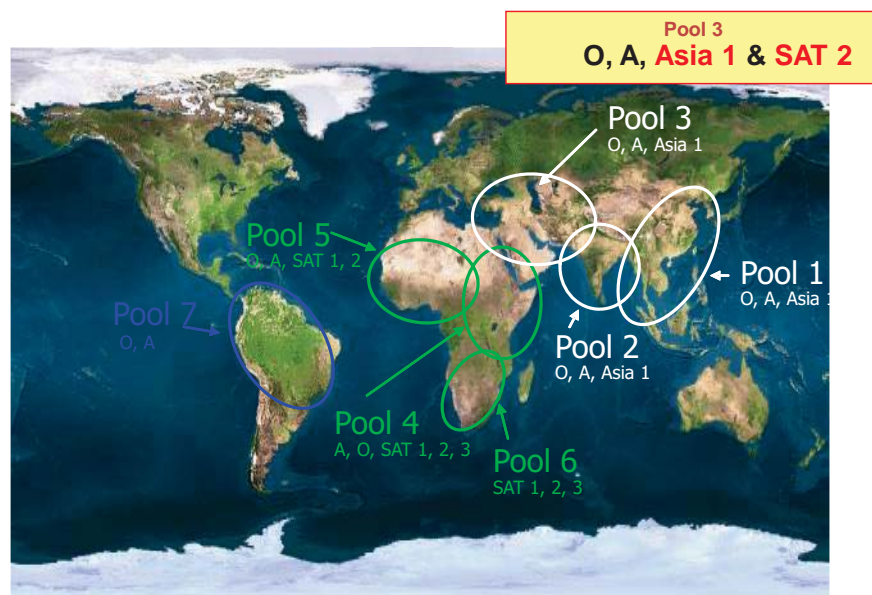 Pool 3
O, A, Asia 1 & SAT 2
Pool 3
O, A, Asia 1
Pool 5
O, A, SAT 1, 2
Pool 1
O, A, Asia
Pool 7
O, A
Pool 2
O, A, Asia 1
Pool 4
A, O, SAT 1, 2, 3
Pool 6
SAT 1, 2, 3